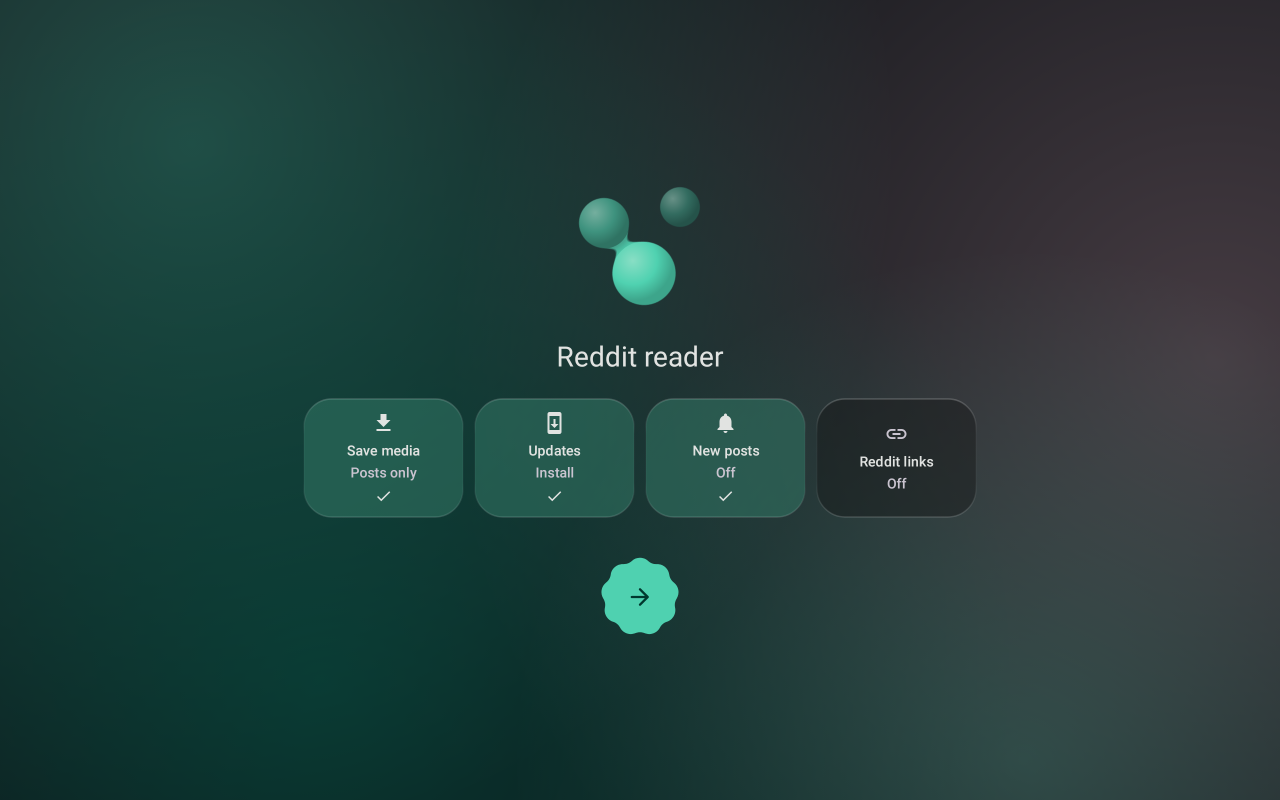 Reddit reader
Save media
Posts only
Updates
Install
New posts
Off
Reddit links
Off